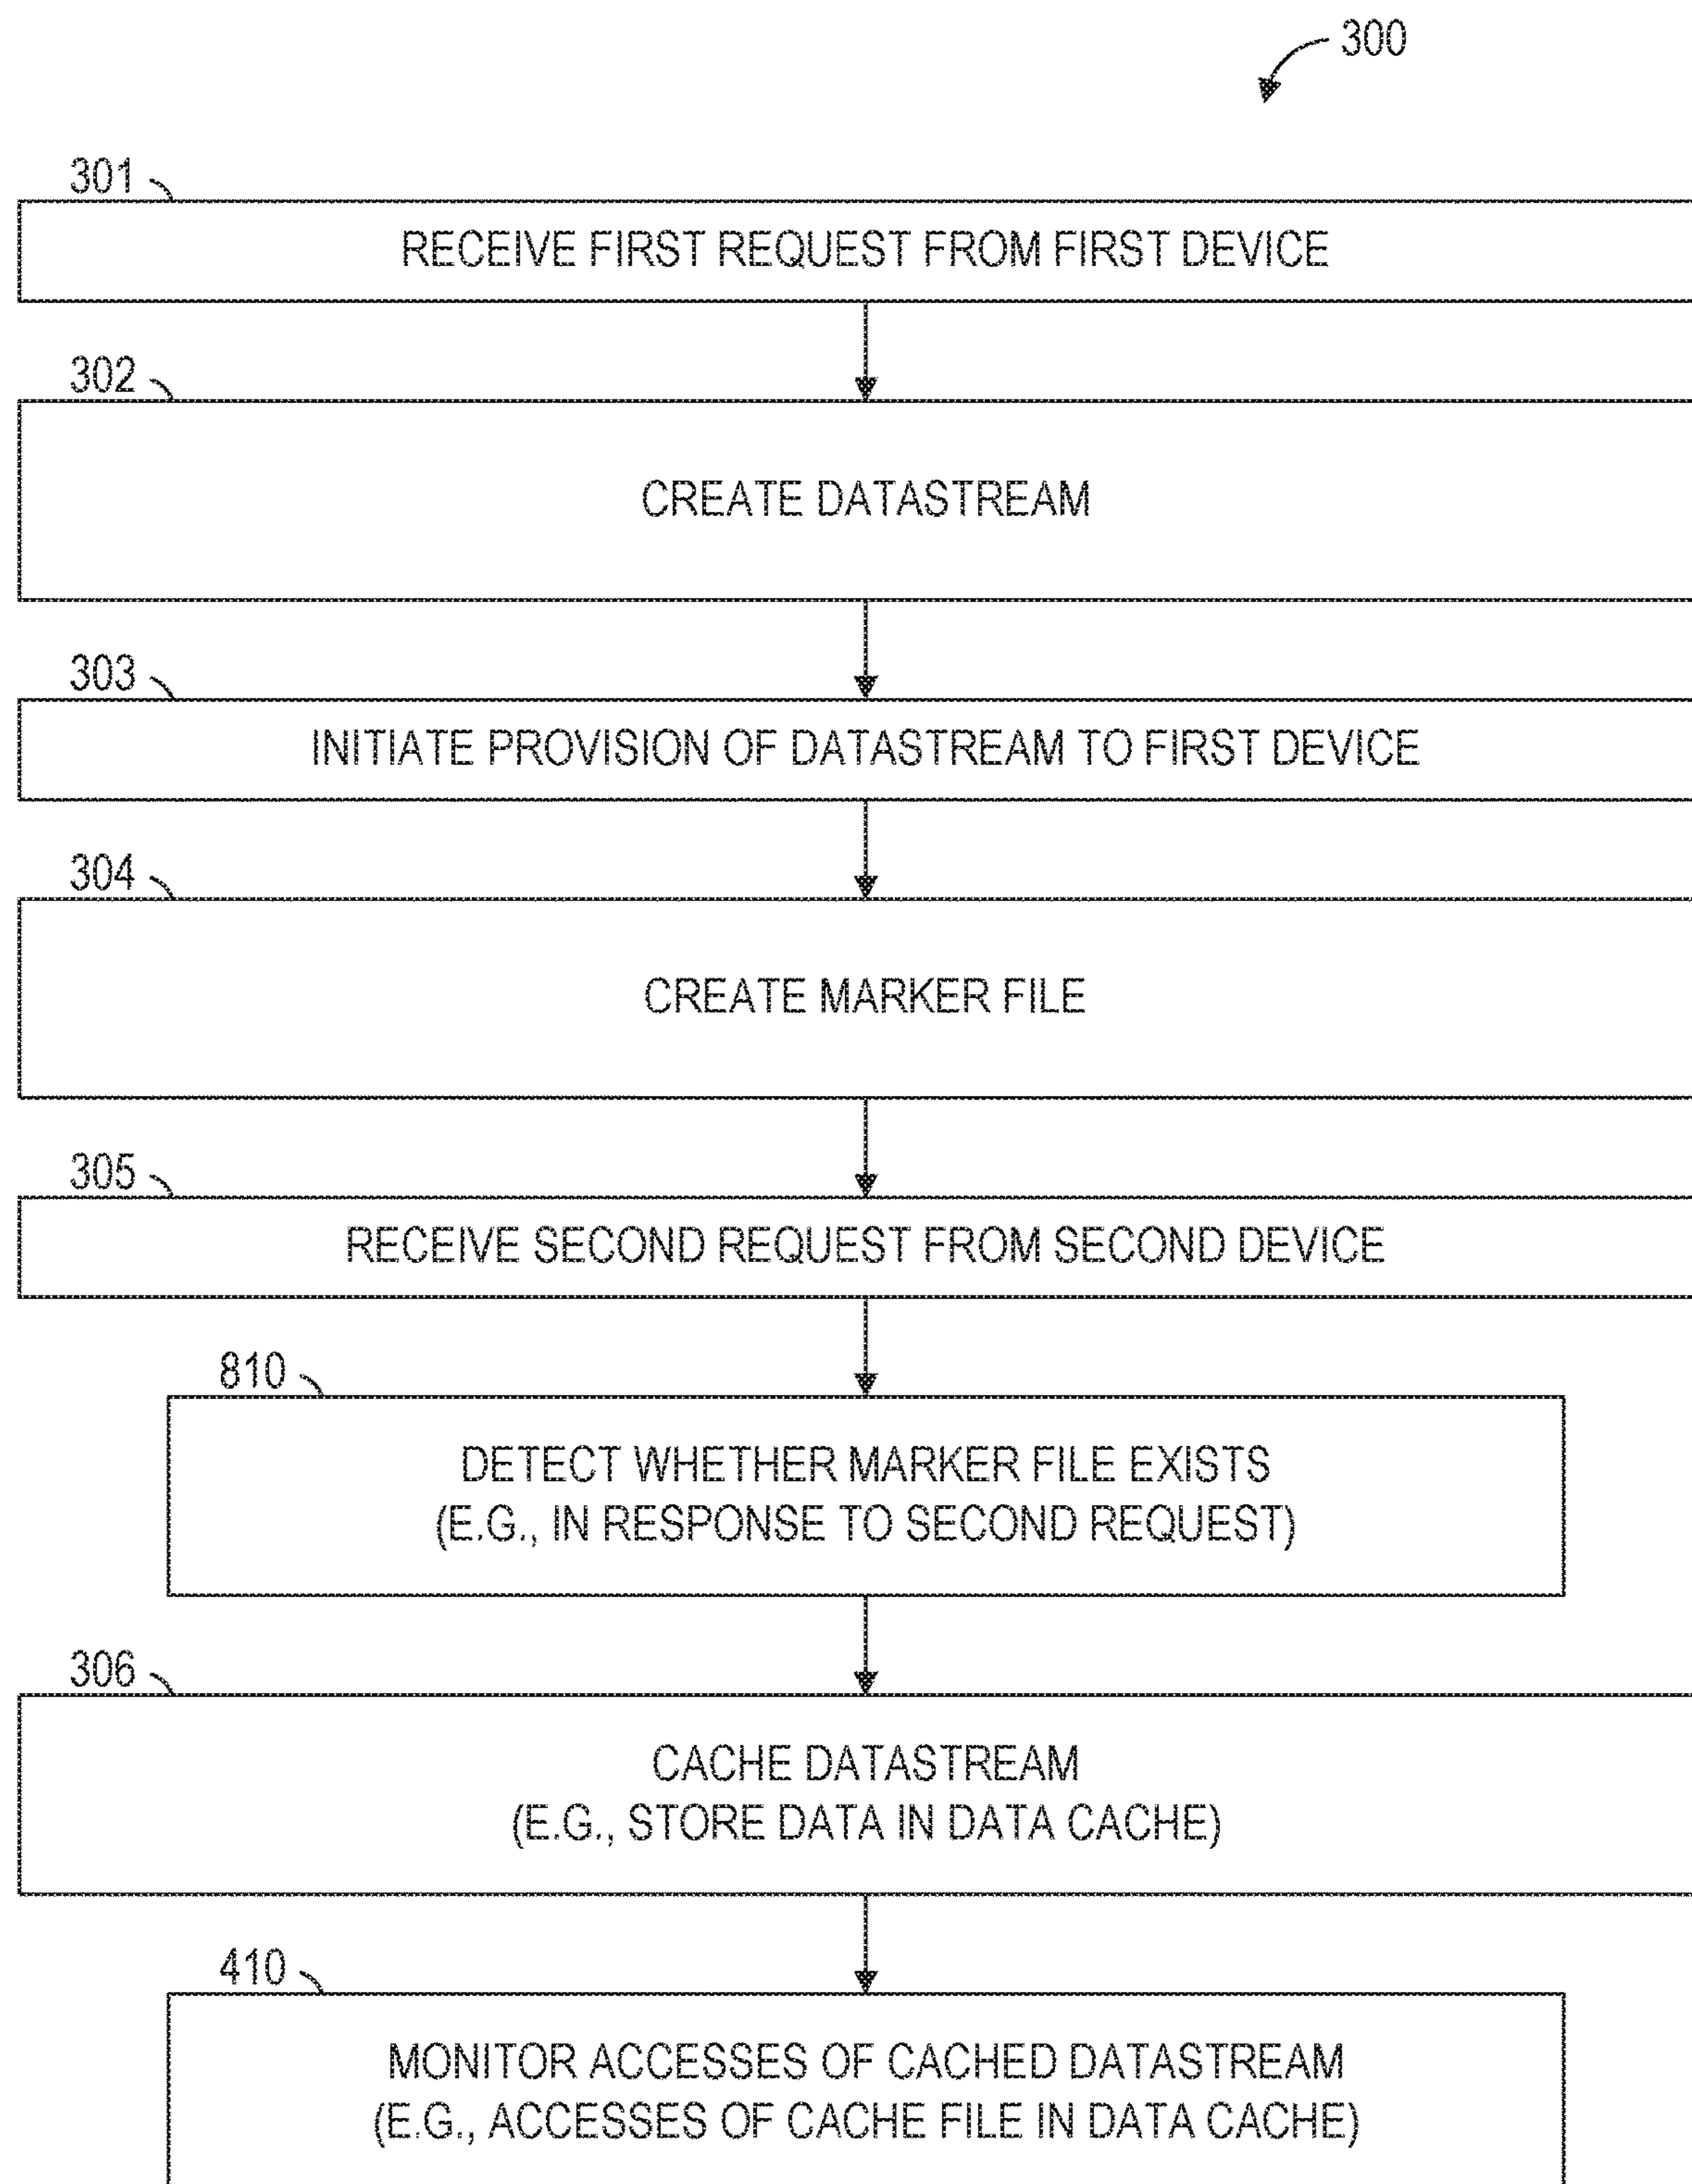 300
301
RECEIVE FIRST REQUEST FROM FIRST DEVICE
302
CREATE DATASTREAM
303
INITIATE PROVISION OF DATASTREAM TO FIRST DEVICE
304
CREATE MARKER FILE
305
RECEIVE SECOND REQUEST FROM SECOND DEVICE
810
DETECT WHETHER MARKER FILE EXISTS
(E.G., IN RESPONSE TO SECOND REQUEST)
306
CACHE DATASTREAM
(E.G., STORE DATA IN DATA CACHE)
410
MONITOR ACCESSES OF CACHED DATASTREAM
(E.G., ACCESSES OF CACHE FILE IN DATA CACHE)